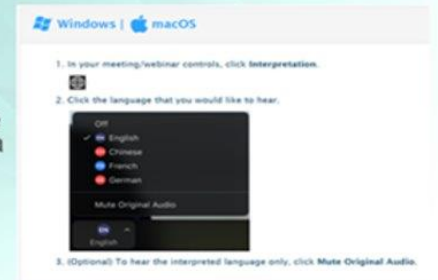 Windows | macOS
1. In your meeting/webinar controls, click Interpretation.
2. Click the language that you would like to hear.
Off
✓ EN English
Chinese
French
German
Mute Original Audio
EN
English
3. (Optional) To hear the interpreted language only, click Mute Original Audio.